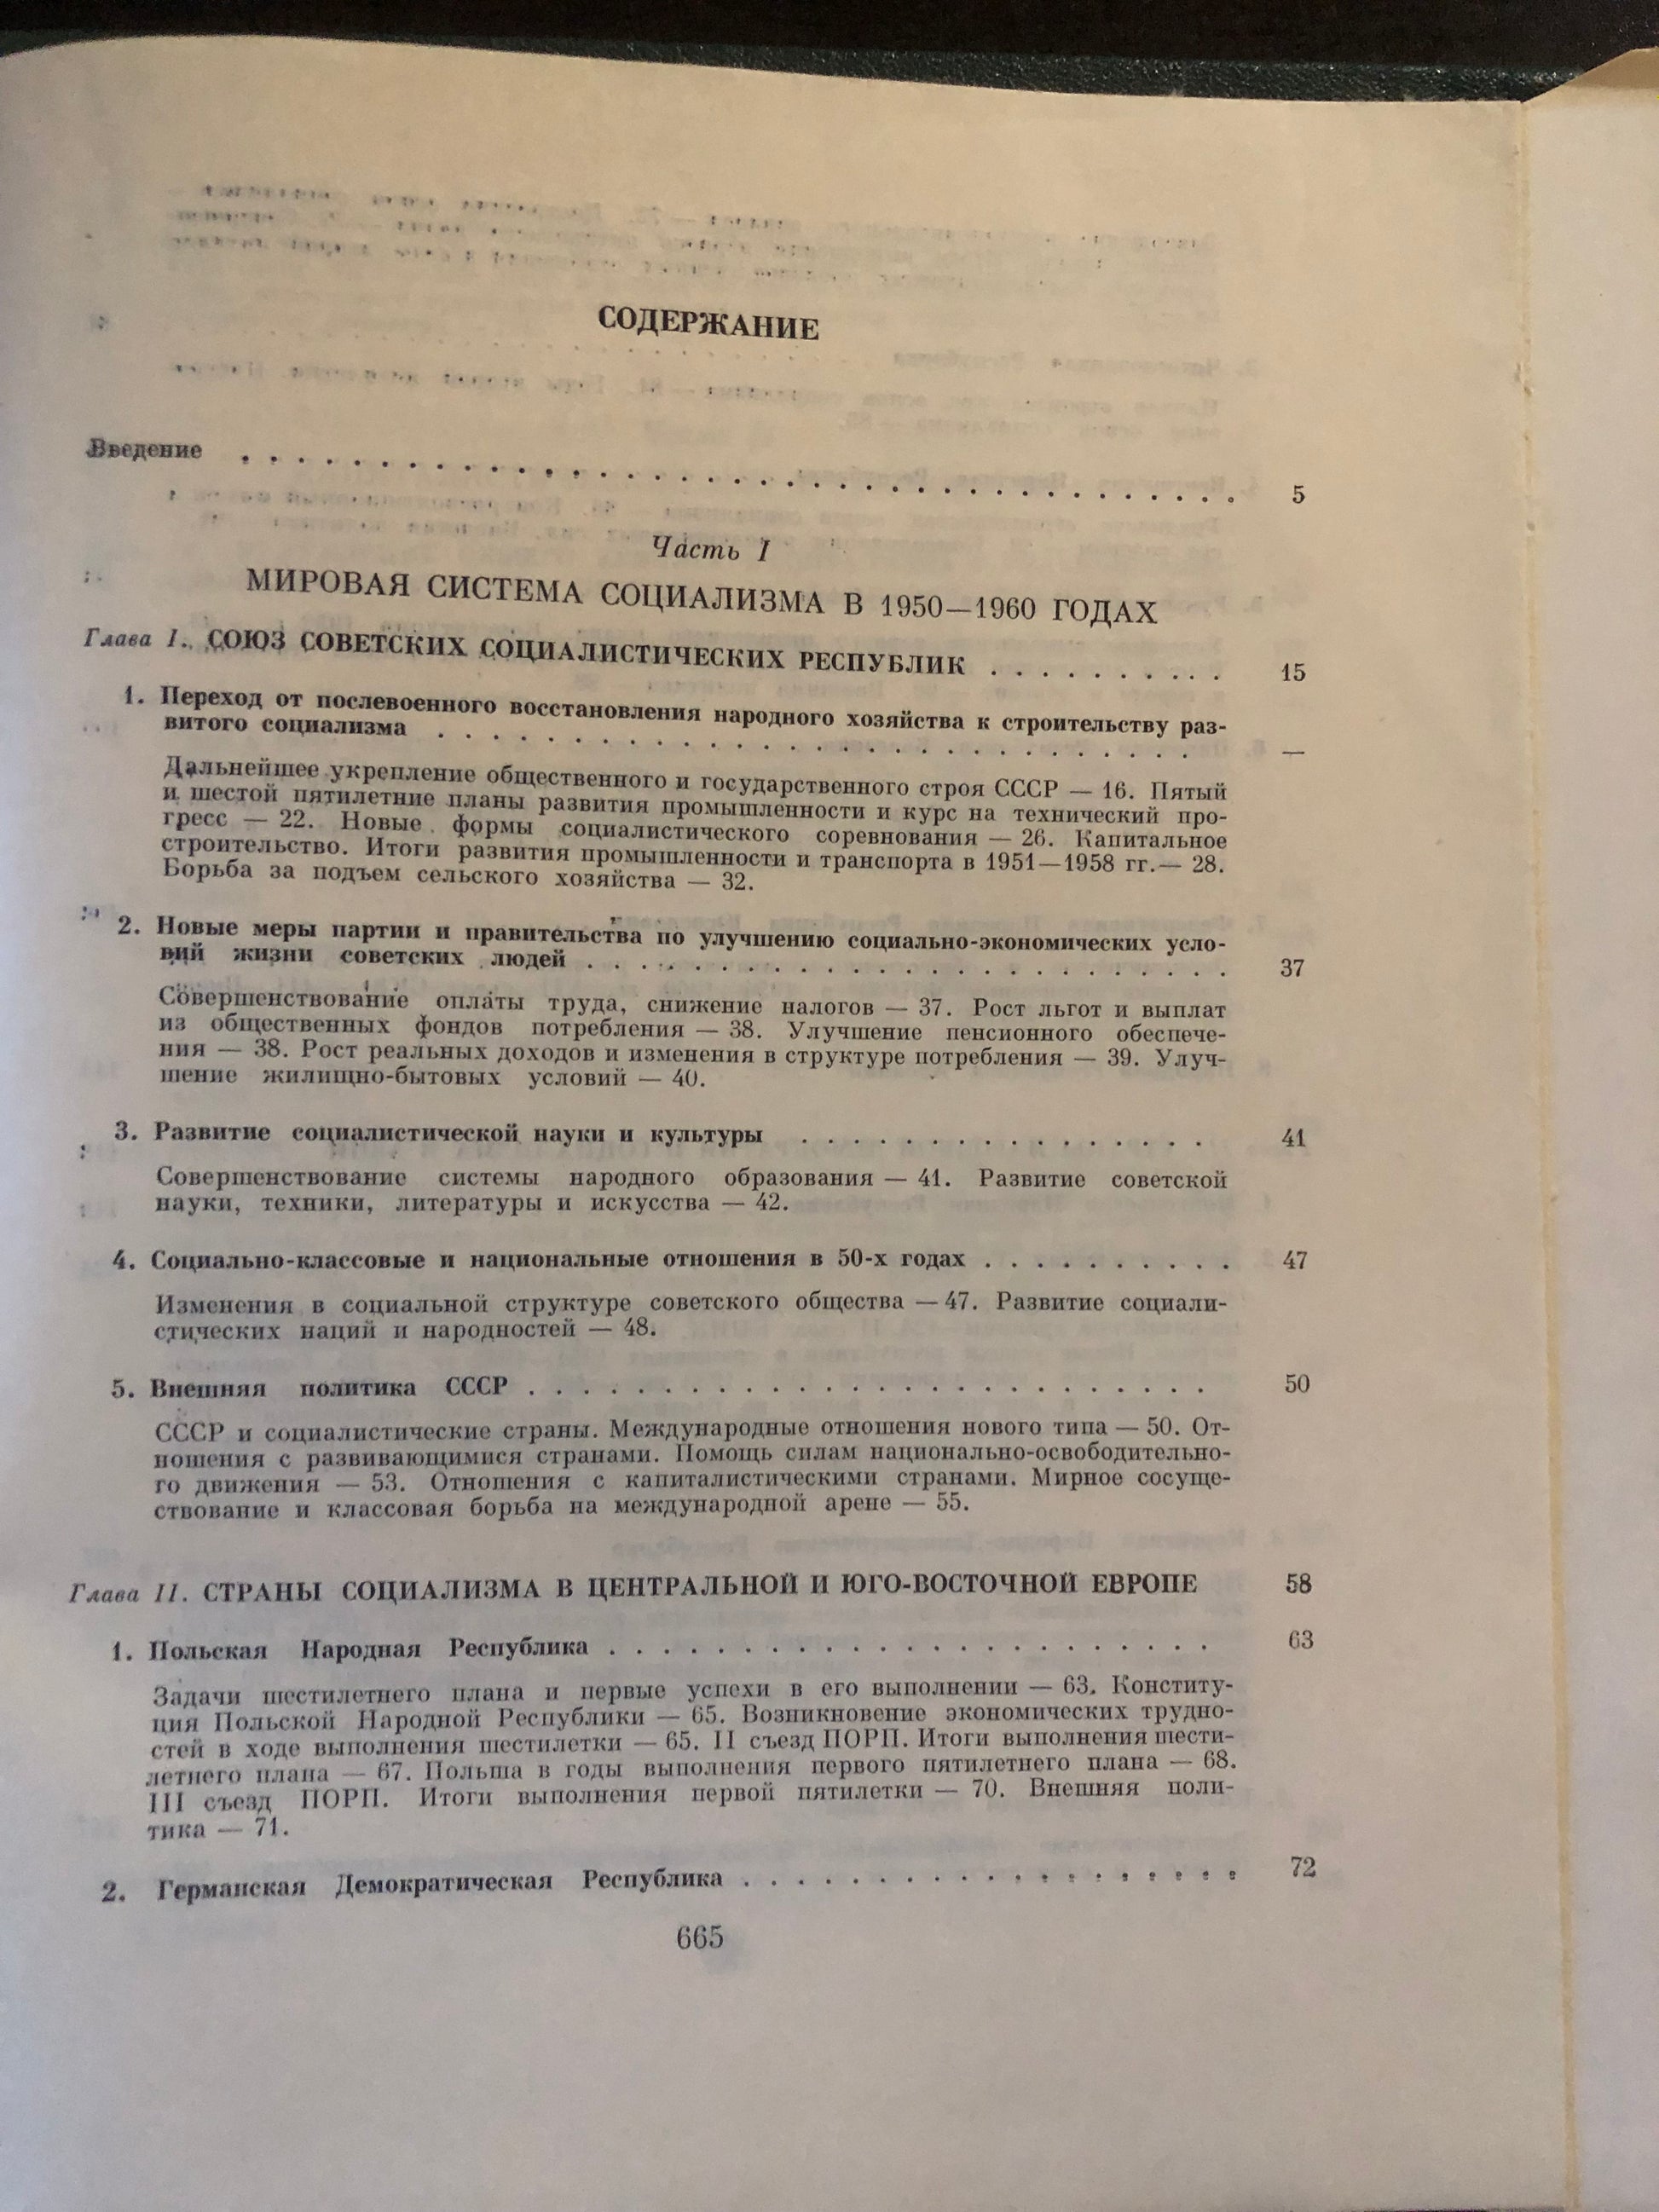 СОДЕРЖАНИЕ
Введение . . . . . . . . . . . . . . . . . . . . . . . . . . . . . . . . . . . . . . 5
Часть I
МИРОВАЯ СИСТЕМА СОЦИАЛИЗМА В 1950—1960 ГОДАХ
Глава I. СОЮЗ СОВЕТСКИХ СОЦИАЛИСТИЧЕСКИХ РЕСПУБЛИК . . . . . . . . . 15
1. Переход от послевоенного восстановления народного хозяйства к строительству раз-
витого социализма . . . . . . . . . . . . . . . . . . . . . . . . . . . . . —
Дальнейшее укрепление общественного и государственного строя СССР — 16. Пятый
и шестой пятилетние планы развития промышленности и курс на технический про-
гресс — 22. Новые формы социалистического соревнования — 26. Капитальное
строительство. Итоги развития промышленности и транспорта в 1951—1958 гг.— 28.
Борьба за подъем сельского хозяйства — 32.
2. Новые меры партии и правительства по улучшению социально-экономических усло-
вий жизни советских людей . . . . . . . . . . . . . . . . . . . . . . . . 37
Совершенствование оплаты труда, снижение налогов — 37. Рост льгот и выплат
из общественных фондов потребления — 38. Улучшение пенсионного обеспече-
ния — 38. Рост реальных доходов и изменения в структуре потребления — 39. Улуч-
шение жилищно-бытовых условий — 40.
3. Развитие социалистической науки и культуры . . . . . . . . . . . . . . . . 41
Совершенствование системы народного образования — 41. Развитие советской
науки, техники, литературы и искусства — 42.
4. Социально-классовые и национальные отношения в 50-х годах . . . . . . . . . . 47
Изменения в социальной структуре советского общества — 47. Развитие социали-
стических наций и народностей — 48.
5. Внешняя политика СССР . . . . . . . . . . . . . . . . . . . . . . . . . . 50
СССР и социалистические страны. Международные отношения нового типа — 50. От-
ношения с развивающимися странами. Помощь силам национально-освободительно-
го движения — 53. Отношения с капиталистическими странами. Мирное сосуще-
ствование и классовая борьба на международной арене — 55.
Глава II. СТРАНЫ СОЦИАЛИЗМА В ЦЕНТРАЛЬНОЙ И ЮГО-ВОСТОЧНОЙ ЕВРОПЕ 58
1. Польская Народная Республика . . . . . . . . . . . . . . . . . . . . . . . 63
Задачи шестилетнего плана и первые успехи в его выполнении — 63. Конститу-
ция Польской Народной Республики — 65. Возникновение экономических трудно-
стей в ходе выполнения шестилетки — 65. II съезд ПОРП. Итоги выполнения шести-
летнего плана — 67. Польша в годы выполнения первого пятилетнего плана — 68.
III съезд ПОРП. Итоги выполнения первой пятилетки — 70. Внешняя поли-
тика — 71.
2. Германская Демократическая Республика . . . . . . . . . . . . . . . . . . . 72
665